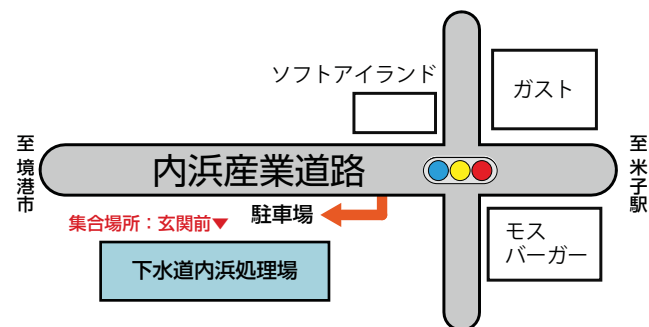 ソフトアイランド
ガスト
至境港市
内浜産業道路
至米子駅
集合場所：玄関前▼
駐車場
モス
バーガー
下水道内浜処理場